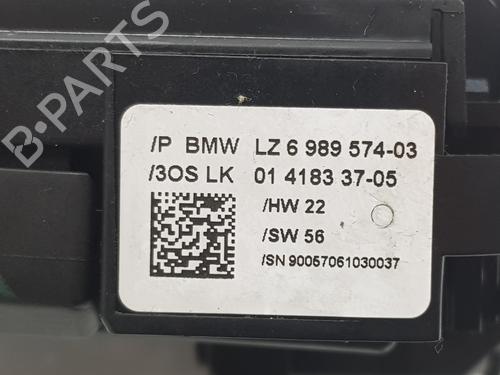 /P BMW LZ 6 989 574-03
/3OS LK 01 4183 37-05
/HW 22
/SW 56
/SN 90057061030037
B-PARTS